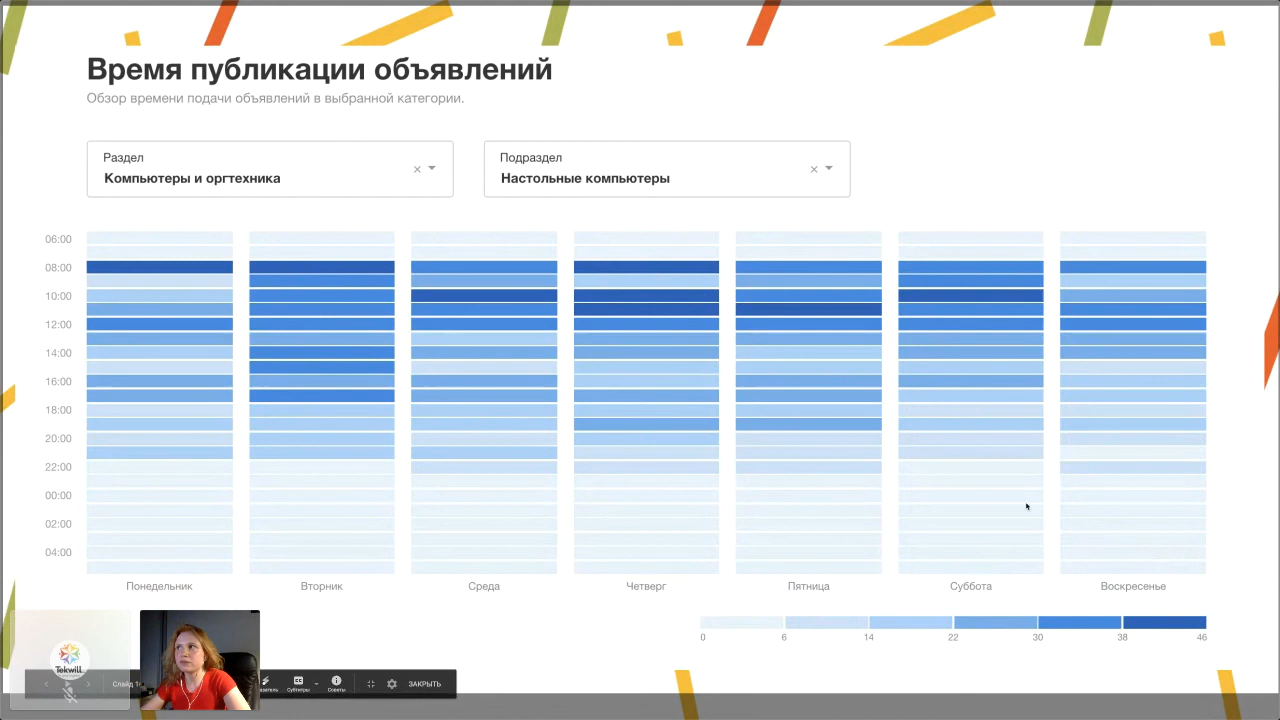 Время публикации объявлений
Обзор времени подачи объявлений в выбранной категории.
Раздел
Компьютеры и оргтехника
Подраздел
Настольные компьютеры
06:00
08:00
10:00
12:00
14:00
16:00
18:00
20:00
22:00
00:00
02:00
04:00
Понедельник Вторник Среда Четверг Пятница Суббота Воскресенье
0 6 14 22 30 38 46
Tekwill
Слайд
Субтитры
Советы
ЗАКРЫТЬ